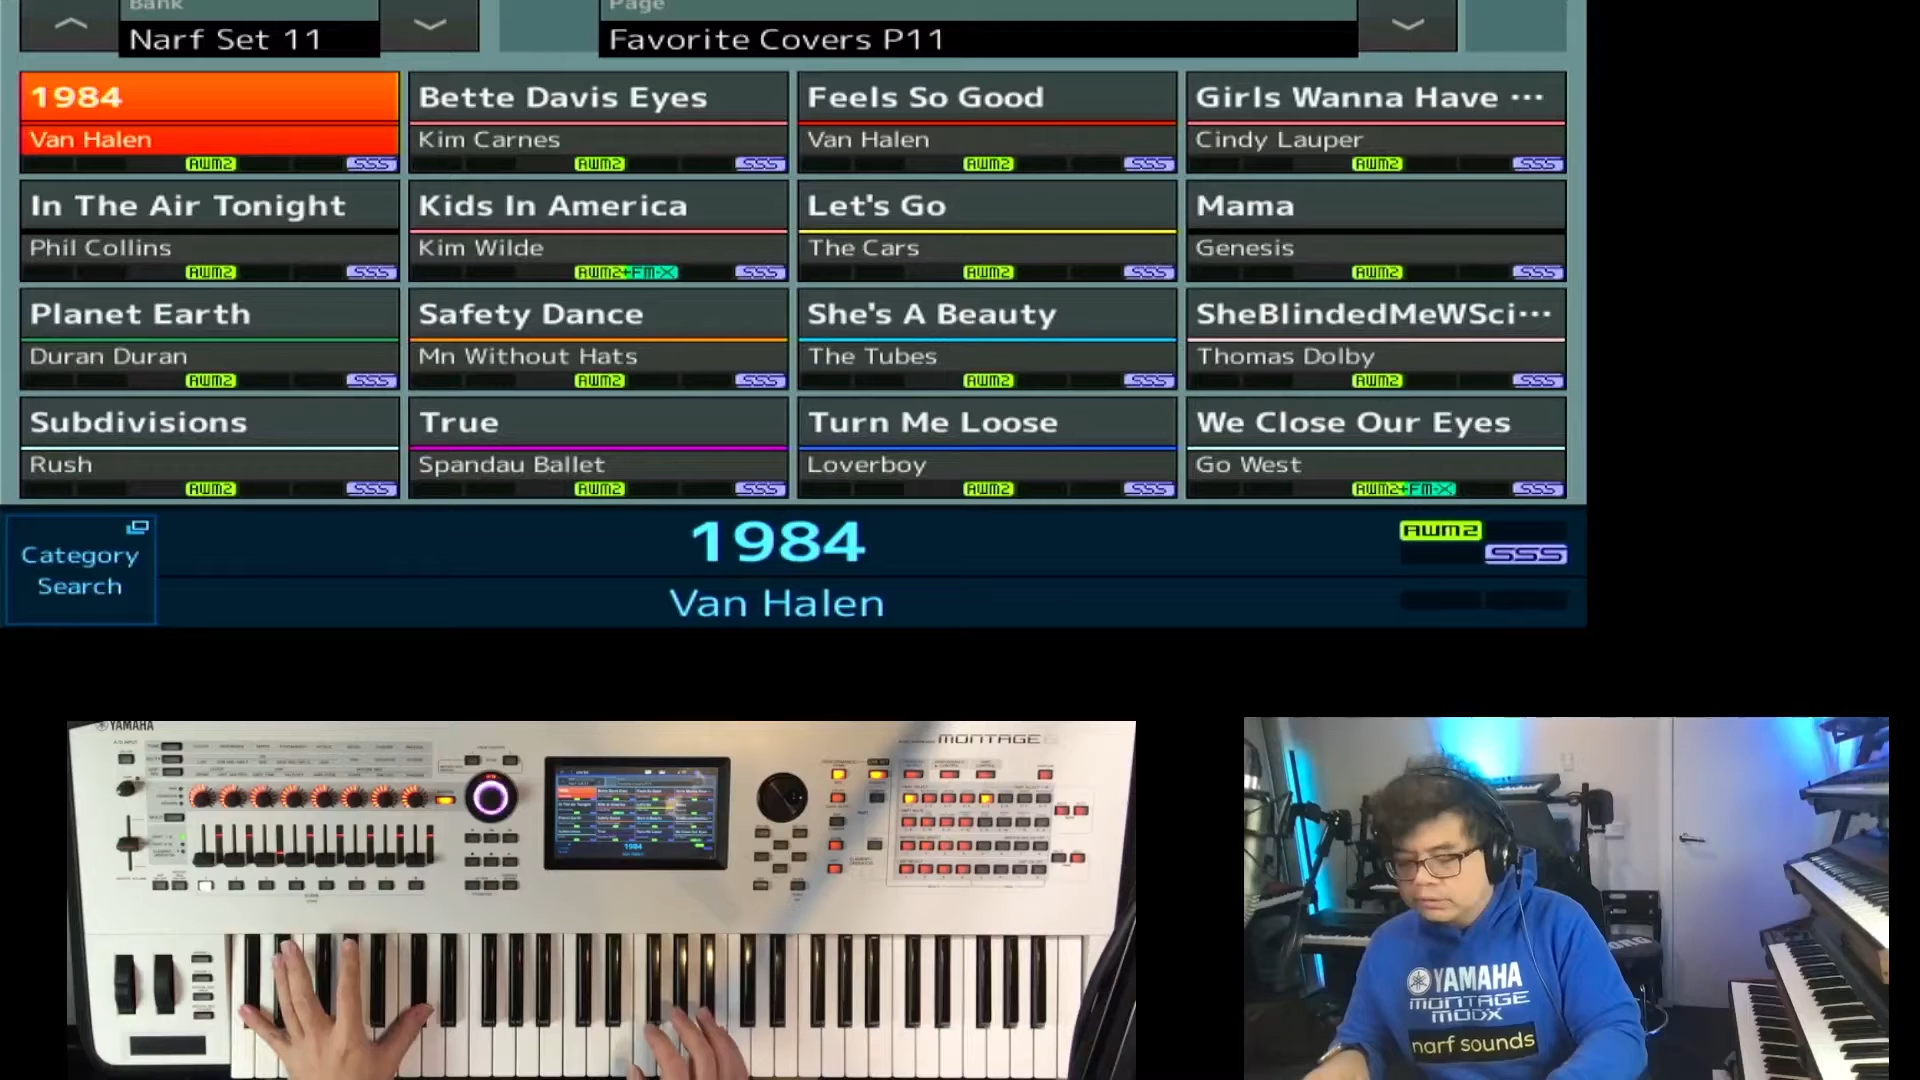 Bank
Page
Narf Set 11
Favorite Covers P11
1984
Van Halen
AWM2 SSS
Bette Davis Eyes
Kim Carnes
AWM2 SSS
Feels So Good
Van Halen
AWM2 SSS
Girls Wanna Have ···
Cindy Lauper
AWM2 SSS
In The Air Tonight
Phil Collins
AWM2 SSS
Kids In America
Kim Wilde
AWM2+FM-X SSS
Let's Go
The Cars
AWM2 SSS
Mama
Genesis
AWM2 SSS
Planet Earth
Duran Duran
AWM2 SSS
Safety Dance
Mn Without Hats
AWM2 SSS
She's A Beauty
The Tubes
AWM2 SSS
SheBlindedMeWSci···
Thomas Dolby
AWM2 SSS
Subdivisions
Rush
AWM2 SSS
True
Spandau Ballet
AWM2 SSS
Turn Me Loose
Loverboy
AWM2 SSS
We Close Our Eyes
Go West
AWM2+FM-X SSS
Category
Search
1984
Van Halen
AWM2
SSS
YAMAHA
MONTAGE
1984
KORG
YAMAHA
MONTAGE
MODX
narf sounds